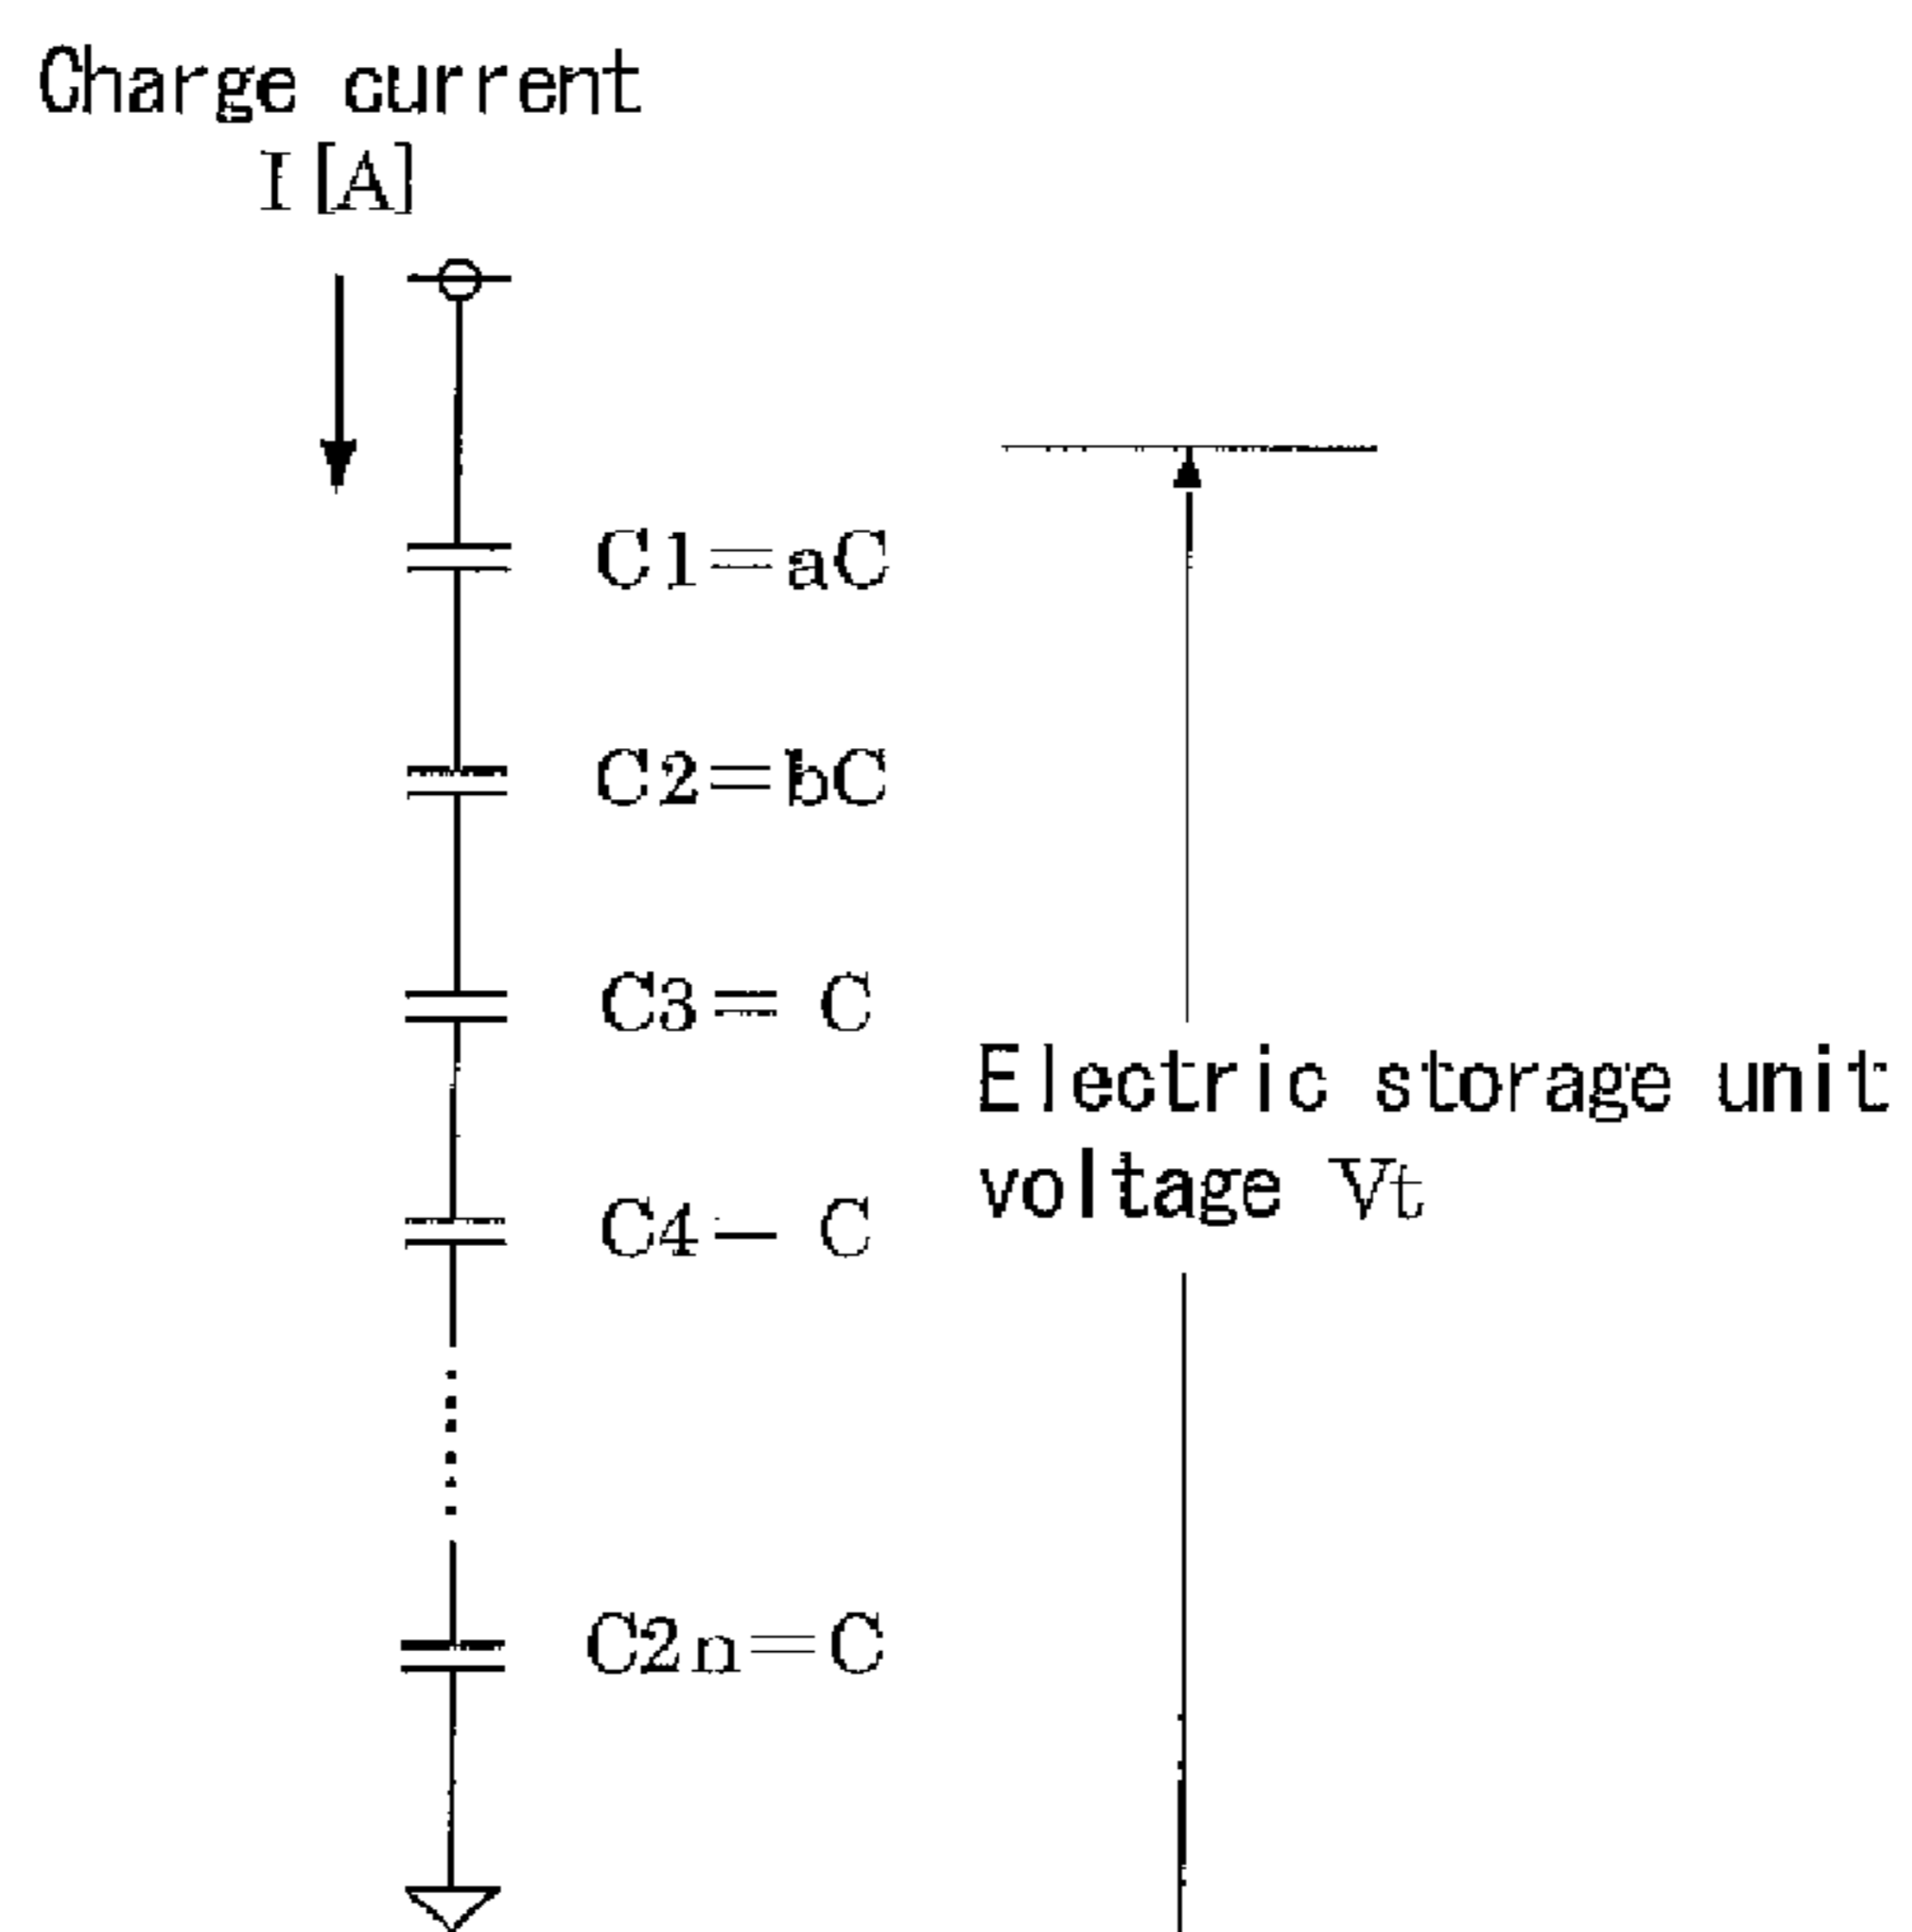 Charge current
I [A]
C1=aC
C2=bC
C3= C
Electric storage unit
voltage Vt
C4− C
C2n=C